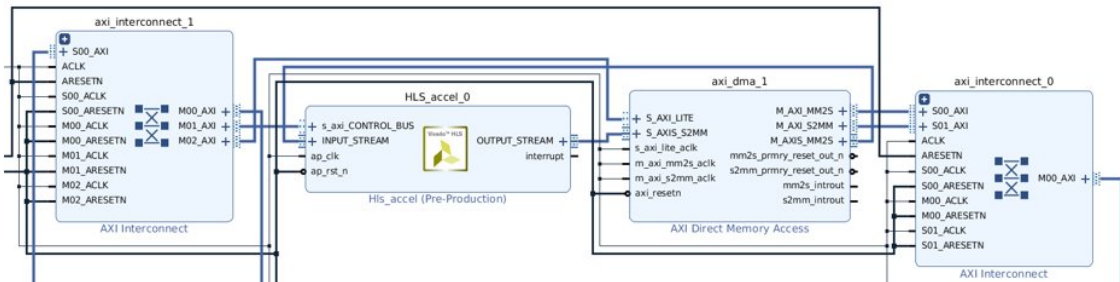 axi_interconnect_1
S00_AXI
ACLK
ARESETN
S00_ACLK
S00_ARESETN
M00_ACLK
M00_ARESETN
M01_ACLK
M01_ARESETN
M02_ACLK
M02_ARESETN
M00_AXI
M01_AXI
M02_AXI
AXI Interconnect
HLS_accel_0
s_axi_CONTROL_BUS
INPUT_STREAM
ap_clk
ap_rst_n
Vivado™ HLS
OUTPUT_STREAM
interrupt
Hls_accel (Pre-Production)
axi_dma_1
S_AXI_LITE
S_AXIS_S2MM
s_axi_lite_aclk
m_axi_mm2s_aclk
m_axi_s2mm_aclk
axi_resetn
M_AXI_MM2S
M_AXI_S2MM
M_AXIS_MM2S
mm2s_prmry_reset_out_n
s2mm_prmry_reset_out_n
mm2s_introut
s2mm_introut
AXI Direct Memory Access
axi_interconnect_0
S00_AXI
S01_AXI
ACLK
ARESETN
S00_ACLK
S00_ARESETN
M00_ACLK
M00_ARESETN
S01_ACLK
S01_ARESETN
M00_AXI
AXI Interconnect